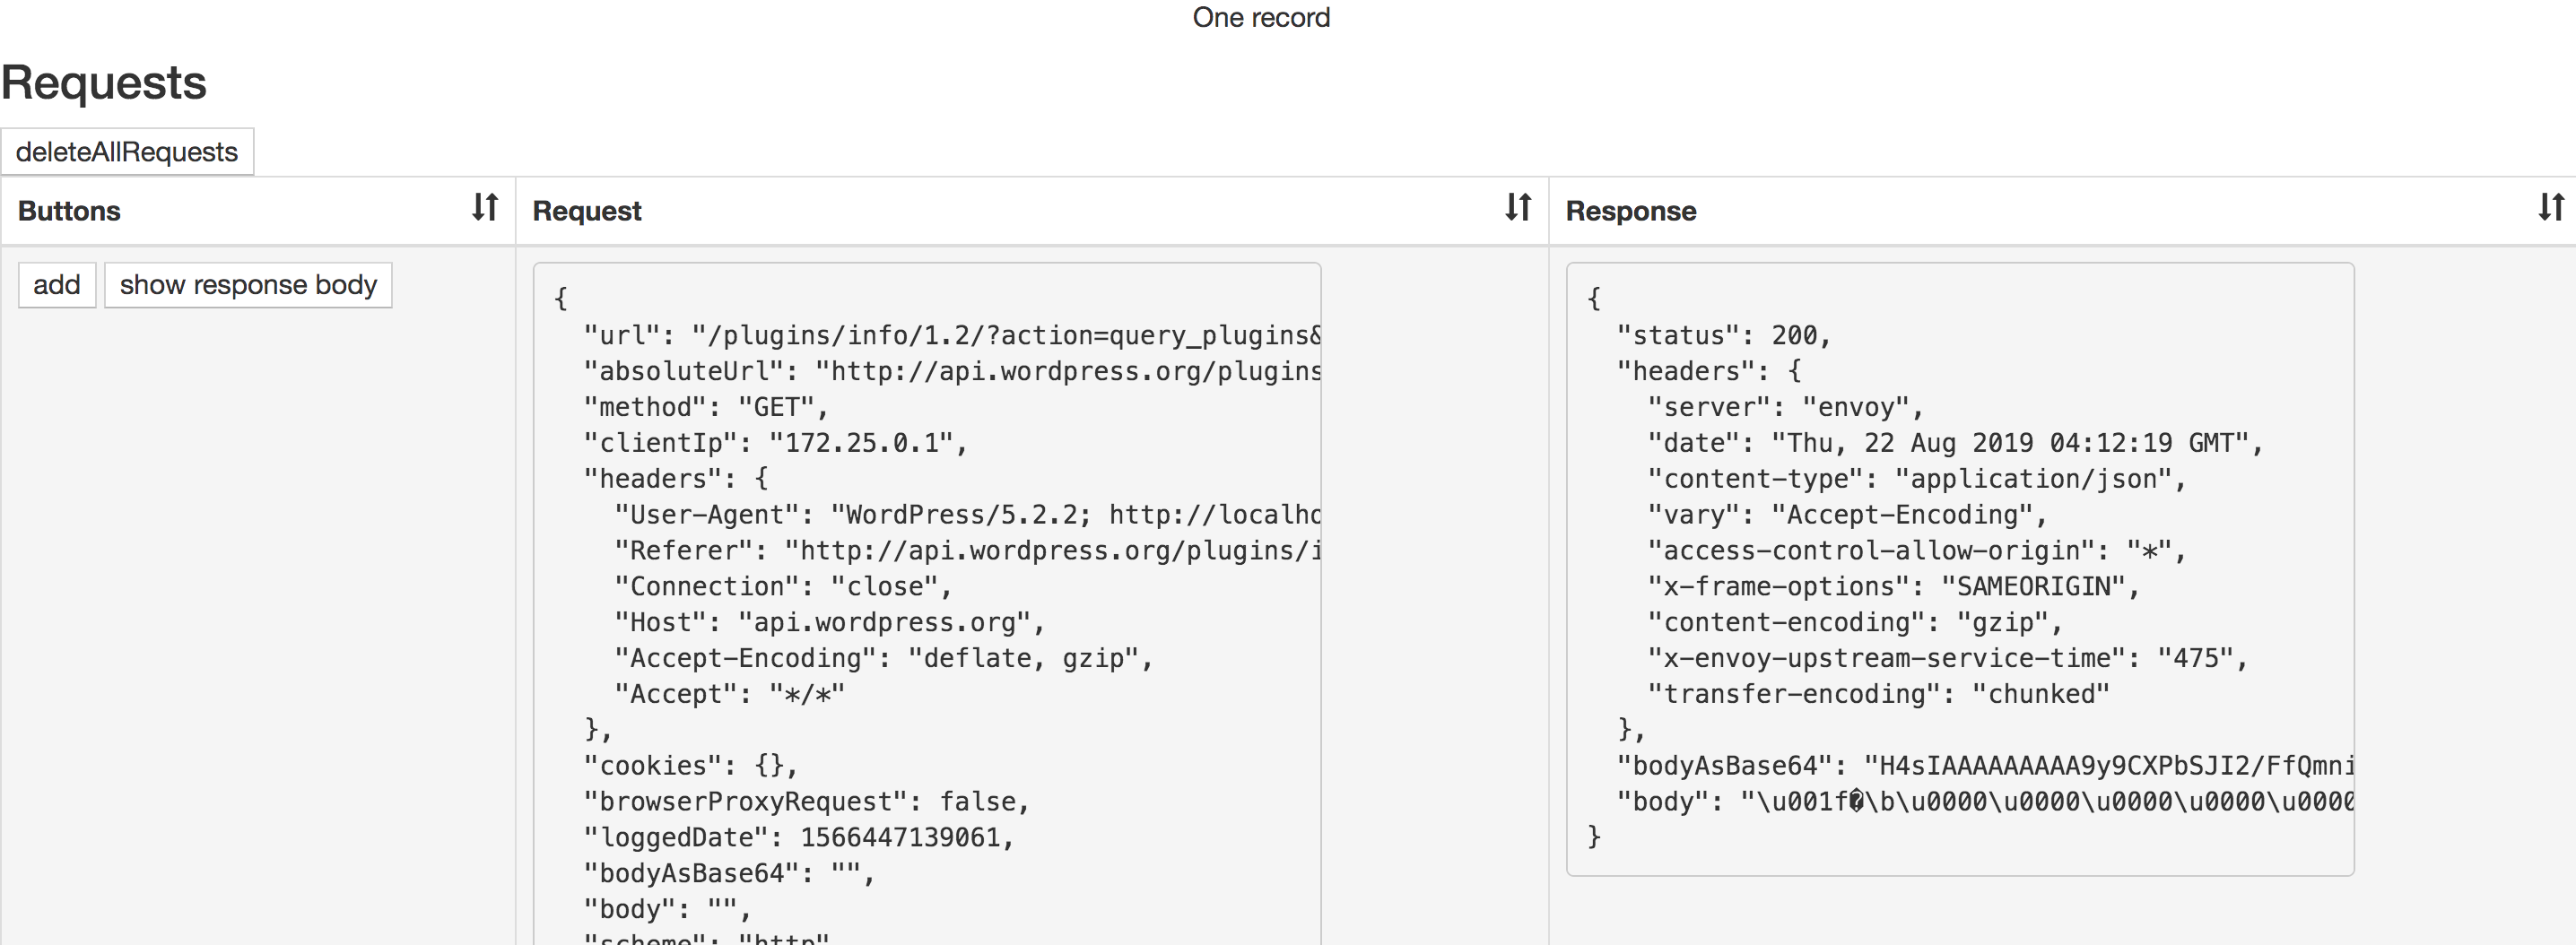 One record
Requests
deleteAllRequests
Buttons
Request
Response
add
show response body
{
"url": "/plugins/info/1.2/?action=query_plugins&
"absoluteUrl": "http://api.wordpress.org/plugins
"method": "GET",
"clientIp": "172.25.0.1",
"headers": {
"User-Agent": "WordPress/5.2.2; http://localho
"Referer": "http://api.wordpress.org/plugins/i
"Connection": "close",
"Host": "api.wordpress.org",
"Accept-Encoding": "deflate, gzip",
"Accept": "*/*"
},
"cookies": {},
"browserProxyRequest": false,
"loggedDate": 1566447139061,
"bodyAsBase64": "",
"body": "",
"scheme": "http"
{
"status": 200,
"headers": {
"server": "envoy",
"date": "Thu, 22 Aug 2019 04:12:19 GMT",
"content-type": "application/json",
"vary": "Accept-Encoding",
"access-control-allow-origin": "*",
"x-frame-options": "SAMEORIGIN",
"content-encoding": "gzip",
"x-envoy-upstream-service-time": "475",
"transfer-encoding": "chunked"
},
"bodyAsBase64": "H4sIAAAAAAAAA9y9CXPbSJI2/FfQmni
"body": "\u001f�\b\u0000\u0000\u0000\u0000\u0000
}